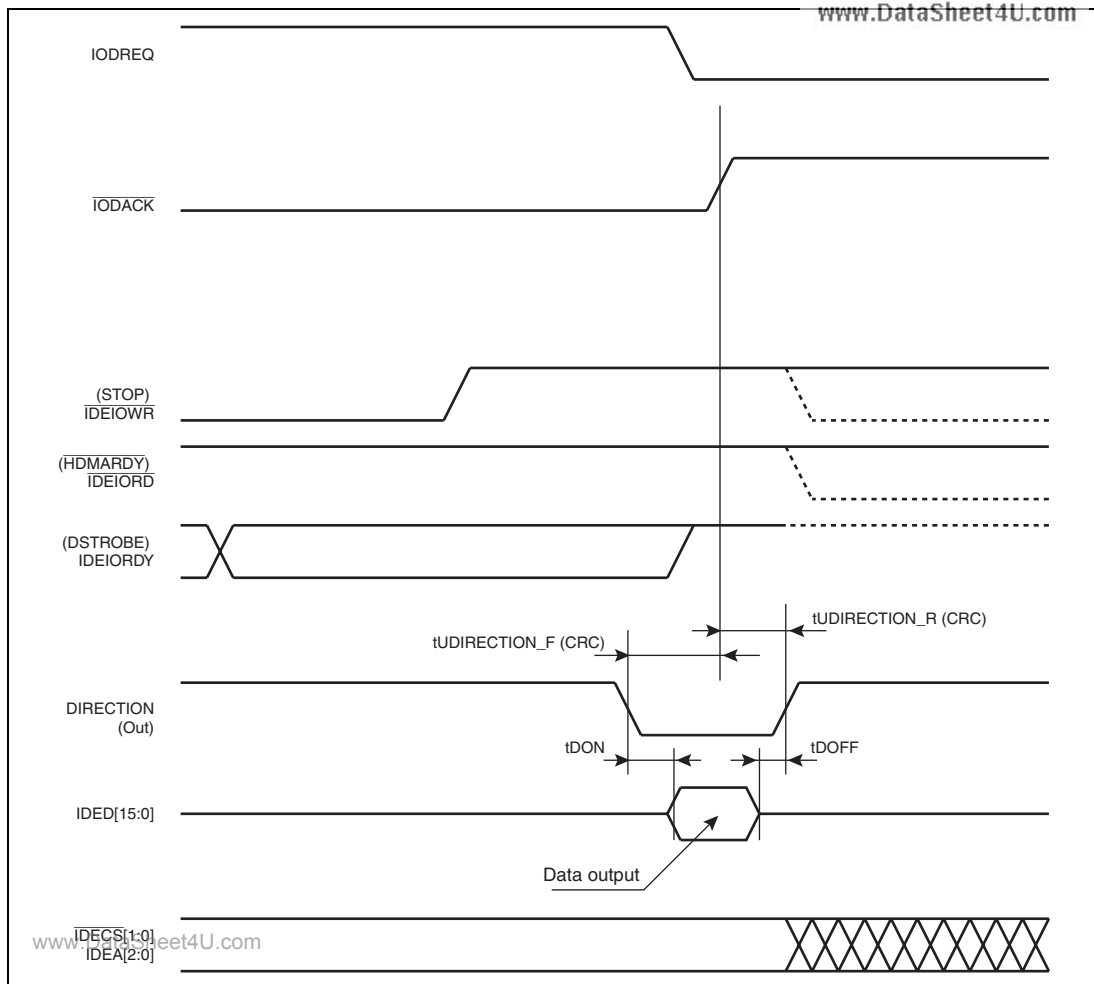 www.DataSheet4U.com
IODREQ
IODACK
(STOP)
IDEIOWR
(HDMARDY)
IDEIORD
(DSTROBE)
IDEIORDY
tUDIRECTION_R (CRC)
tUDIRECTION_F (CRC)
DIRECTION
(Out)
tDON
tDOFF
IDED[15:0]
Data output
IDECS[1:0]
www.DataSheet4U.com
IDEA[2:0]